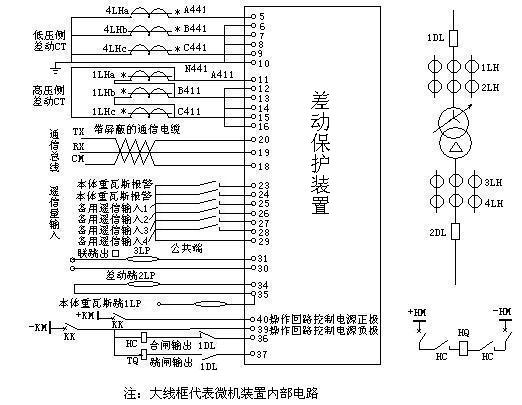 4LHa * A441 5
低压侧 4LHb * B441 6 7
差动CT 4LHc * C441 8 9
N441 10
高压侧 1LHa * A411 11
差动CT 1LHb * B411 12 13
1LHc * C411 14 15
16
通信总线
带屏蔽的通信电缆
TX 20
RX 19
CM 18
遥信量输入
本体重瓦斯报警 23
本体重瓦斯报警 24
备用遥信输入1 25
备用遥信输入2 26
备用遥信输入3 27
备用遥信输入4 28
公共端 29
联跳出口 3LP 31
30
差动跳2LP 34
35
本体重瓦斯跳1LP
+KM KK 40操作回路控制电源正极
-KM KK 39操作回路控制电源负极
HC 合闸输出 1DL 36
TQ 跳闸输出 1DL 37
差动保护装置
1DL
1LH
2LH
3LH
4LH
2DL
+HM -HM
HQ
HC HC
注：大线框代表微机装置内部电路